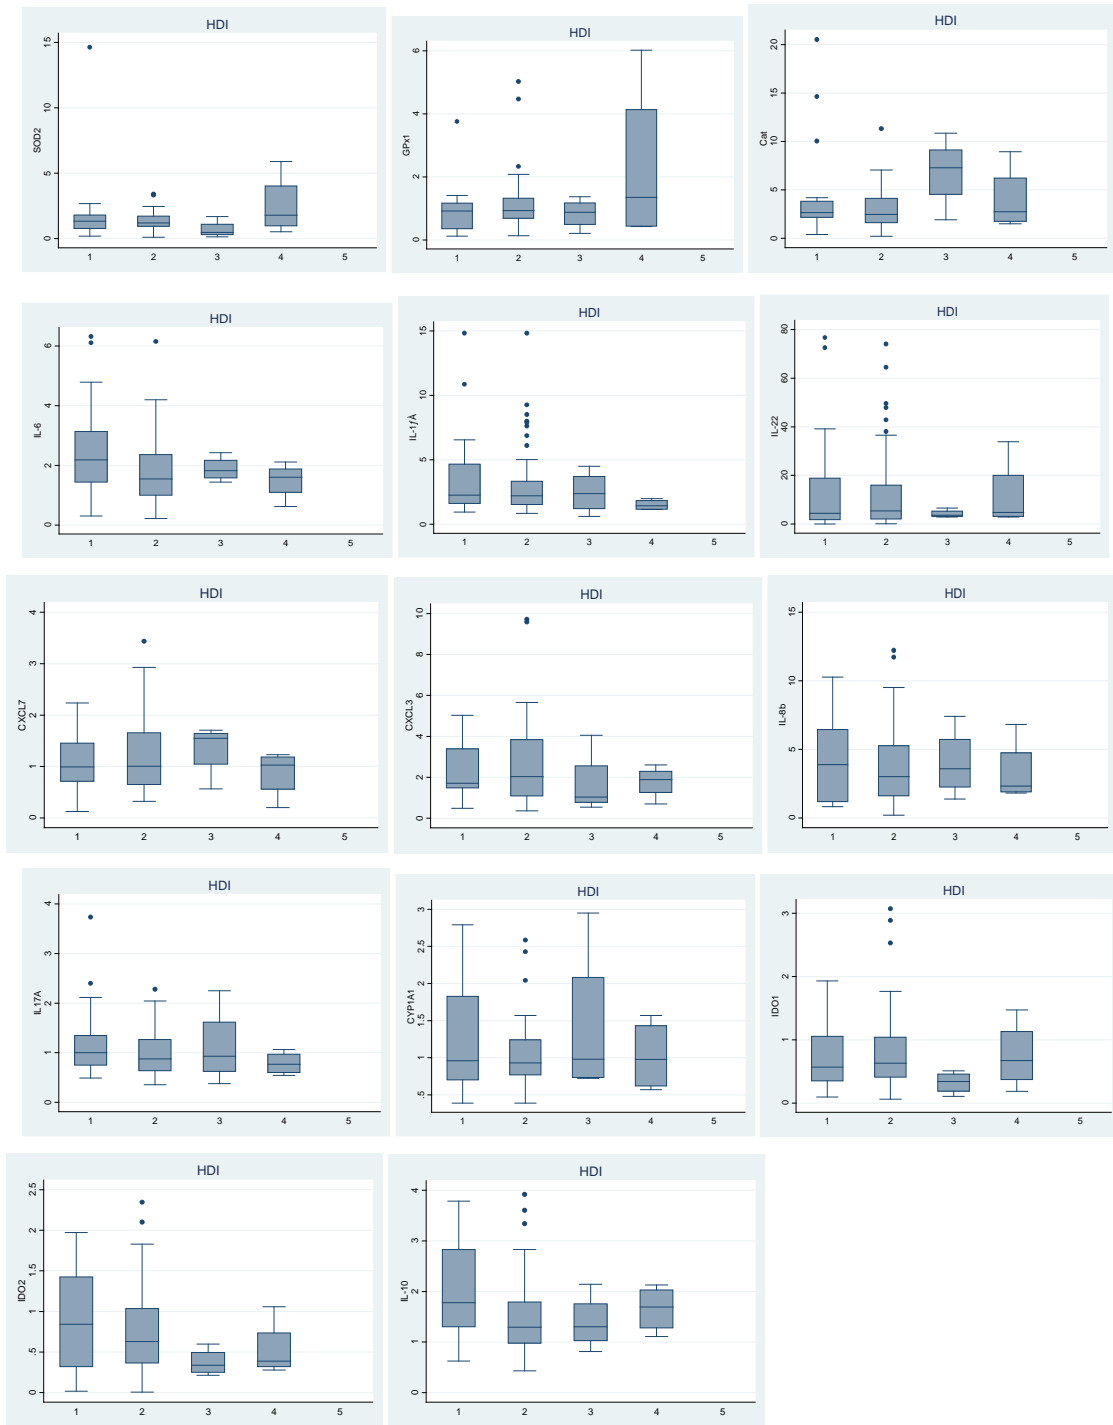 HDI
SOD2
0 5 10 15
1 2 3 4 5
HDI
GPx1
0 2 4 6
1 2 3 4 5
HDI
Cat
0 5 10 15 20
1 2 3 4 5
HDI
IL-6
0 2 4 6
1 2 3 4 5
HDI
IL-1ƒÀ
0 5 10 15
1 2 3 4 5
HDI
IL-22
0 20 40 60 80
1 2 3 4 5
HDI
CXCL7
0 1 2 3 4
1 2 3 4 5
HDI
CXCL3
0 2 4 6 8 10
1 2 3 4 5
HDI
IL-8b
0 5 10 15
1 2 3 4 5
HDI
IL17A
0 1 2 3 4
1 2 3 4 5
HDI
CYP1A1
.5 1 1.5 2 2.5 3
1 2 3 4 5
HDI
IDO1
0 1 2 3
1 2 3 4 5
HDI
IDO2
0 .5 1 1.5 2 2.5
1 2 3 4 5
HDI
IL-10
0 1 2 3 4
1 2 3 4 5